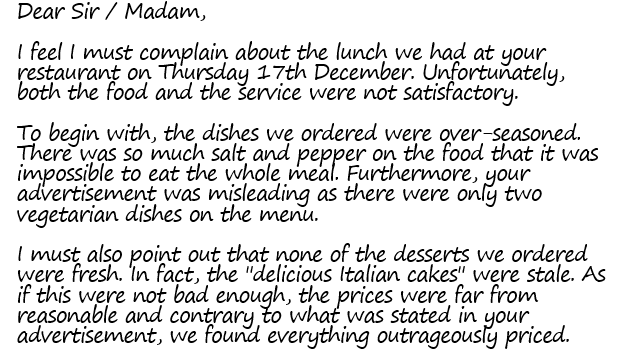 Dear Sir / Madam,
I feel I must complain about the lunch we had at your
restaurant on Thursday 17th December. Unfortunately,
both the food and the service were not satisfactory.
To begin with, the dishes we ordered were over-seasoned.
There was so much salt and pepper on the food that it was
impossible to eat the whole meal. Furthermore, your
advertisement was misleading as there were only two
vegetarian dishes on the menu.
I must also point out that none of the desserts we ordered
were fresh. In fact, the "delicious Italian cakes" were stale. As
if this were not bad enough, the prices were far from
reasonable and contrary to what was stated in your
advertisement, we found everything outrageously priced.